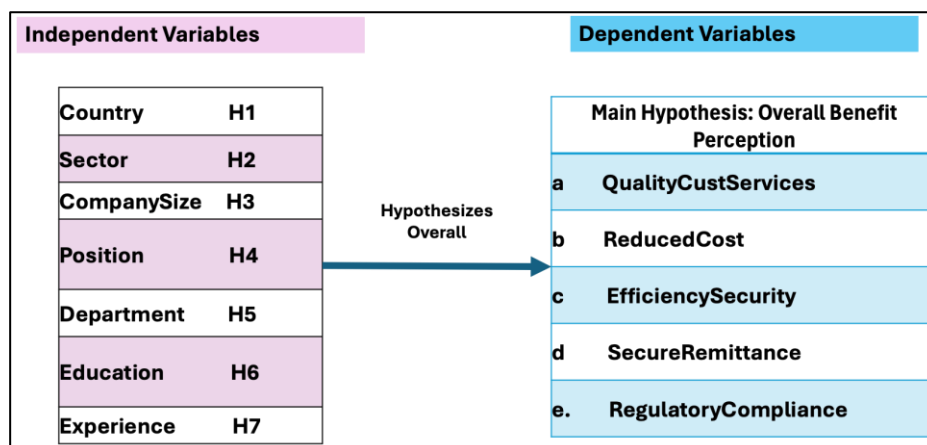 Independent Variables
Dependent Variables
Country H1
Sector H2
CompanySize H3
Position H4
Department H5
Education H6
Experience H7
Hypothesizes
Overall
Main Hypothesis: Overall Benefit
Perception
a QualityCustServices
b ReducedCost
c EfficiencySecurity
d SecureRemittance
e. RegulatoryCompliance